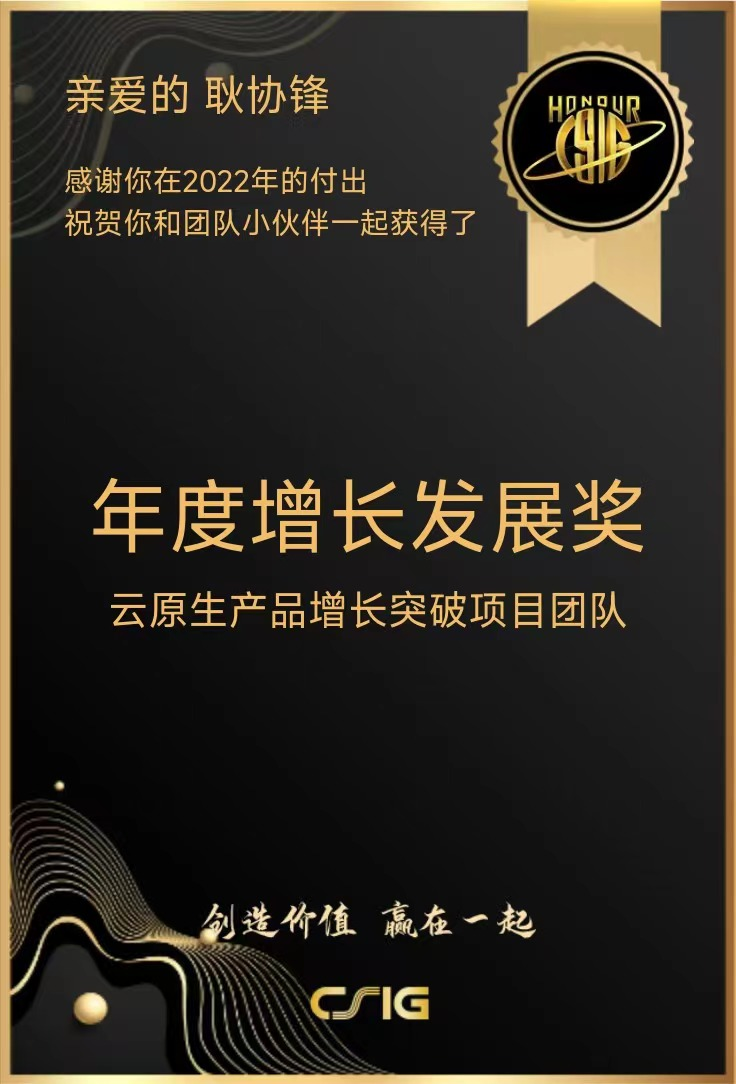 亲爱的 耿协锋
HONOUR
CSIG
感谢你在2022年的付出
祝贺你和团队小伙伴一起获得了
年度增长发展奖
云原生产品增长突破项目团队
创造价值 赢在一起
CSIG